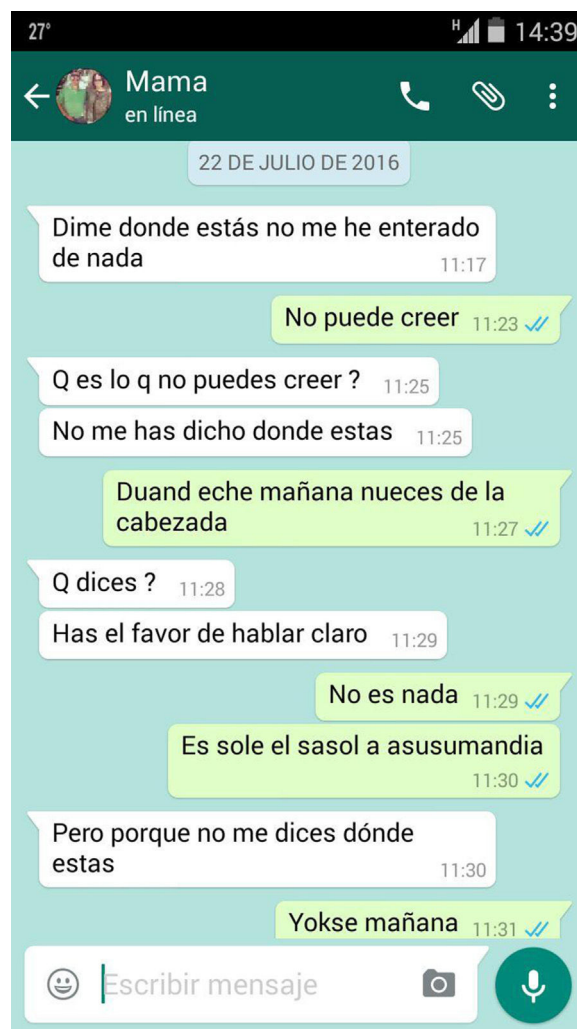 27° H 14:39
Mama
en línea
22 DE JULIO DE 2016
Dime donde estás no me he enterado
de nada 11:17
No puede creer 11:23
Q es lo q no puedes creer ? 11:25
No me has dicho donde estas 11:25
Duand eche mañana nueces de la
cabezada 11:27
Q dices ? 11:28
Has el favor de hablar claro 11:29
No es nada 11:29
Es sole el sasol a asusumandia
11:30
Pero porque no me dices dónde
estas 11:30
Yokse mañana 11:31
Escribir mensaje